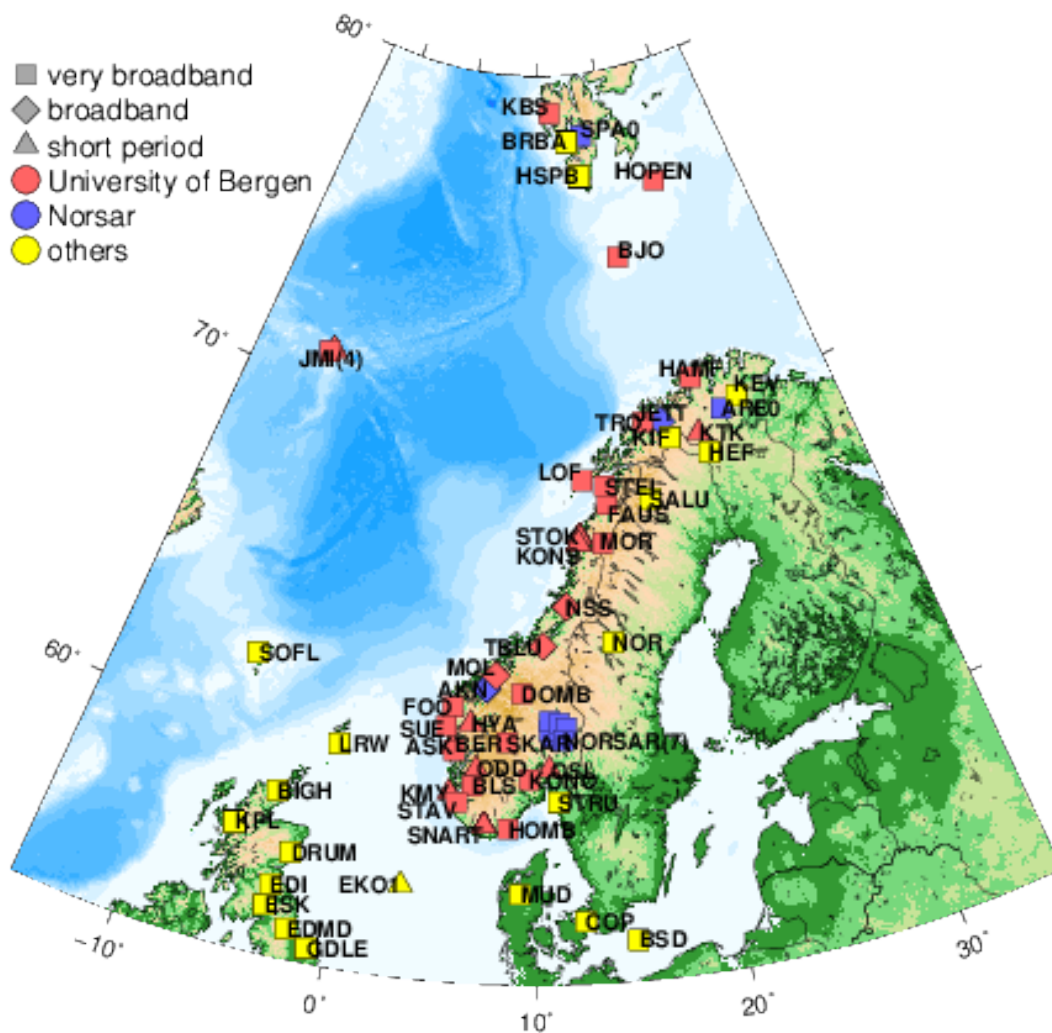 80°
very broadband
broadband
short period
University of Bergen
Norsar
others
KBS
SPA0
BRBA
HSPB
HOPEN
BJO
70°
JMI(4)
HAMF
KEV
JETT
ARE0
TRO
KTK
KIF
HEF
LOF
STEI
SALU
FAUS
STOK
MOR
KONS
NSS
60°
SOFL
TBLU
NOR
MOL
AKN
DOMB
FOO
SUE
HYA
LRW
ASK
BER
SKAR
NORSAR(7)
ODD
OSL
BIGH
KMY
BLS
KONO
STAV
STRU
KPL
SNART
HOMB
DRUM
EDI
EKO1
MUD
ESK
EDMD
COP
GDLE
BSD
-10°
0°
10°
20°
30°